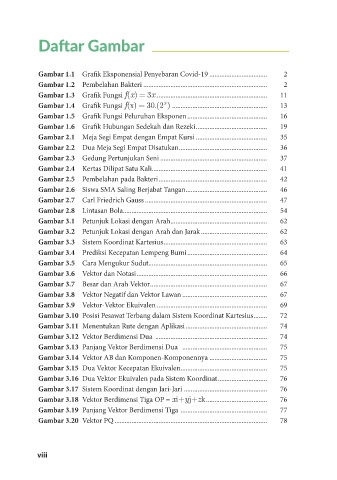 Daftar Gambar
Gambar 1.1 Grafik Eksponensial Penyebaran Covid-19 .................................. 2
Gambar 1.2 Pembelahan Bakteri .......................................................................... 2
Gambar 1.3 Grafik Fungsi f(x) = 3x.................................................................. 11
Gambar 1.4 Grafik Fungsi f(x) = 30.(2ˣ) ........................................................ 13
Gambar 1.5 Grafik Fungsi Peluruhan Eksponen ............................................... 16
Gambar 1.6 Grafik Hubungan Sedekah dan Rezeki.......................................... 19
Gambar 2.1 Meja Segi Empat dengan Empat Kursi .......................................... 35
Gambar 2.2 Dua Meja Segi Empat Disatukan.................................................... 36
Gambar 2.3 Gedung Pertunjukan Seni ............................................................... 37
Gambar 2.4 Kertas Dilipat Satu Kali.................................................................... 41
Gambar 2.5 Pembelahan pada Bakteri................................................................ 42
Gambar 2.6 Siswa SMA Saling Berjabat Tangan................................................ 46
Gambar 2.7 Carl Friedrich Gauss ........................................................................ 47
Gambar 2.8 Lintasan Bola..................................................................................... 54
Gambar 3.1 Petunjuk Lokasi dengan Arah......................................................... 62
Gambar 3.2 Petunjuk Lokasi dengan Arah dan Jarak....................................... 62
Gambar 3.3 Sistem Koordinat Kartesius............................................................. 63
Gambar 3.4 Prediksi Kecepatan Lempeng Bumi............................................... 64
Gambar 3.5 Cara Mengukur Sudut...................................................................... 65
Gambar 3.6 Vektor dan Notasi............................................................................. 66
Gambar 3.7 Besar dan Arah Vektor..................................................................... 67
Gambar 3.8 Vektor Negatif dan Vektor Lawan .................................................. 67
Gambar 3.9 Vektor-Vektor Ekuivalen ................................................................. 69
Gambar 3.10 Posisi Pesawat Terbang dalam Sistem Koordinat Kartesius........ 72
Gambar 3.11 Menentukan Rute dengan Aplikasi ................................................ 74
Gambar 3.12 Vektor Berdimensi Dua .................................................................. 74
Gambar 3.13 Panjang Vektor Berdimensi Dua .................................................. 75
Gambar 3.14 Vektor AB dan Komponen-Komponennya .................................. 75
Gambar 3.15 Dua Vektor Kecepatan Ekuivalen................................................... 75
Gambar 3.16 Dua Vektor Ekuivalen pada Sistem Koordinat............................. 76
Gambar 3.17 Sistem Koordinat dengan Jari-Jari ................................................. 76
Gambar 3.18 Vektor Berdimensi Tiga OP = xi+ yj+ zk.................................... 76
Gambar 3.19 Panjang Vektor Berdimensi Tiga ................................................... 77
Gambar 3.20 Vektor PQ .......................................................................................... 78
viii